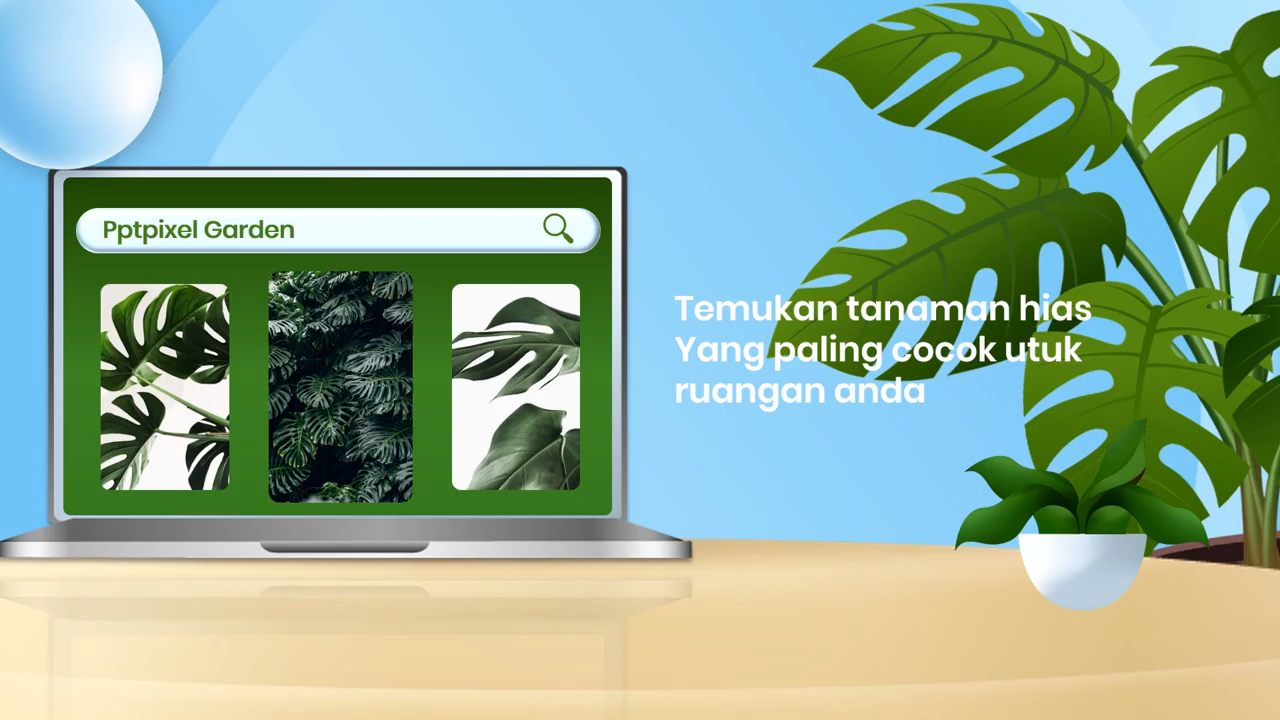 Pptpixel Garden
Temukan tanaman hias
Yang paling cocok utuk
ruangan anda